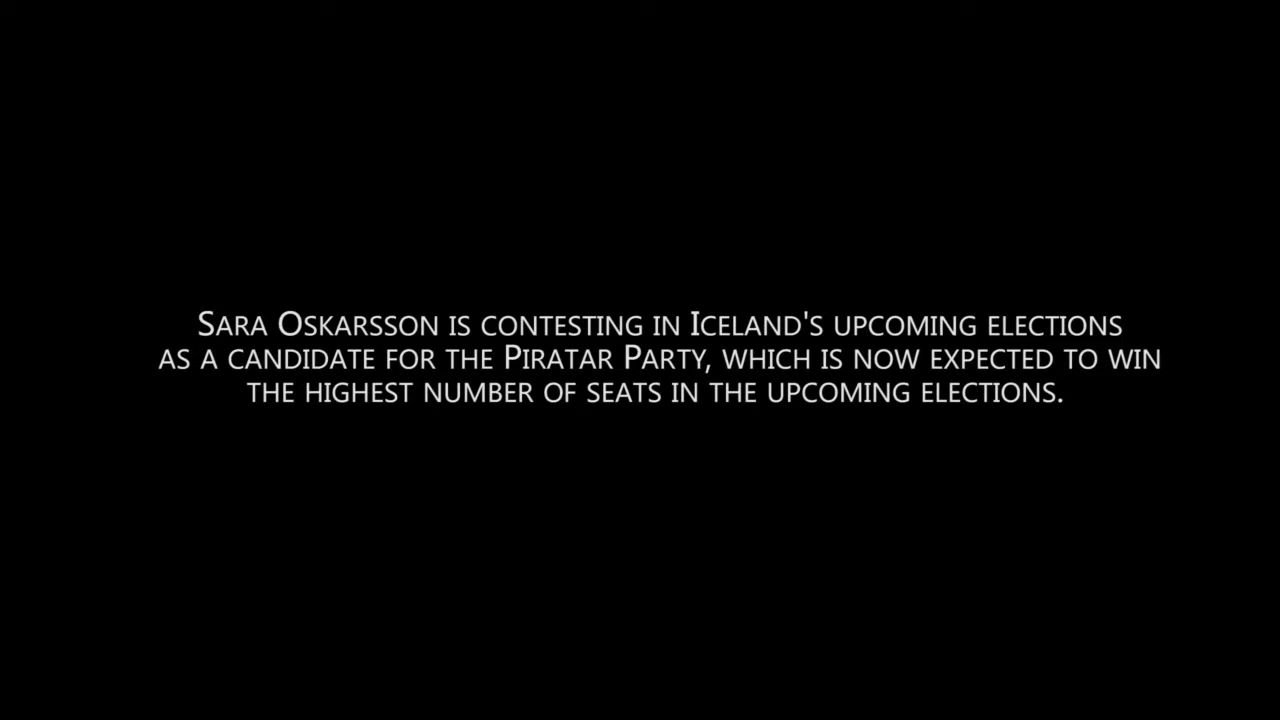 Sara Oskarsson is contesting in Iceland's upcoming elections
as a candidate for the Piratar Party, which is now expected to win
the highest number of seats in the upcoming elections.